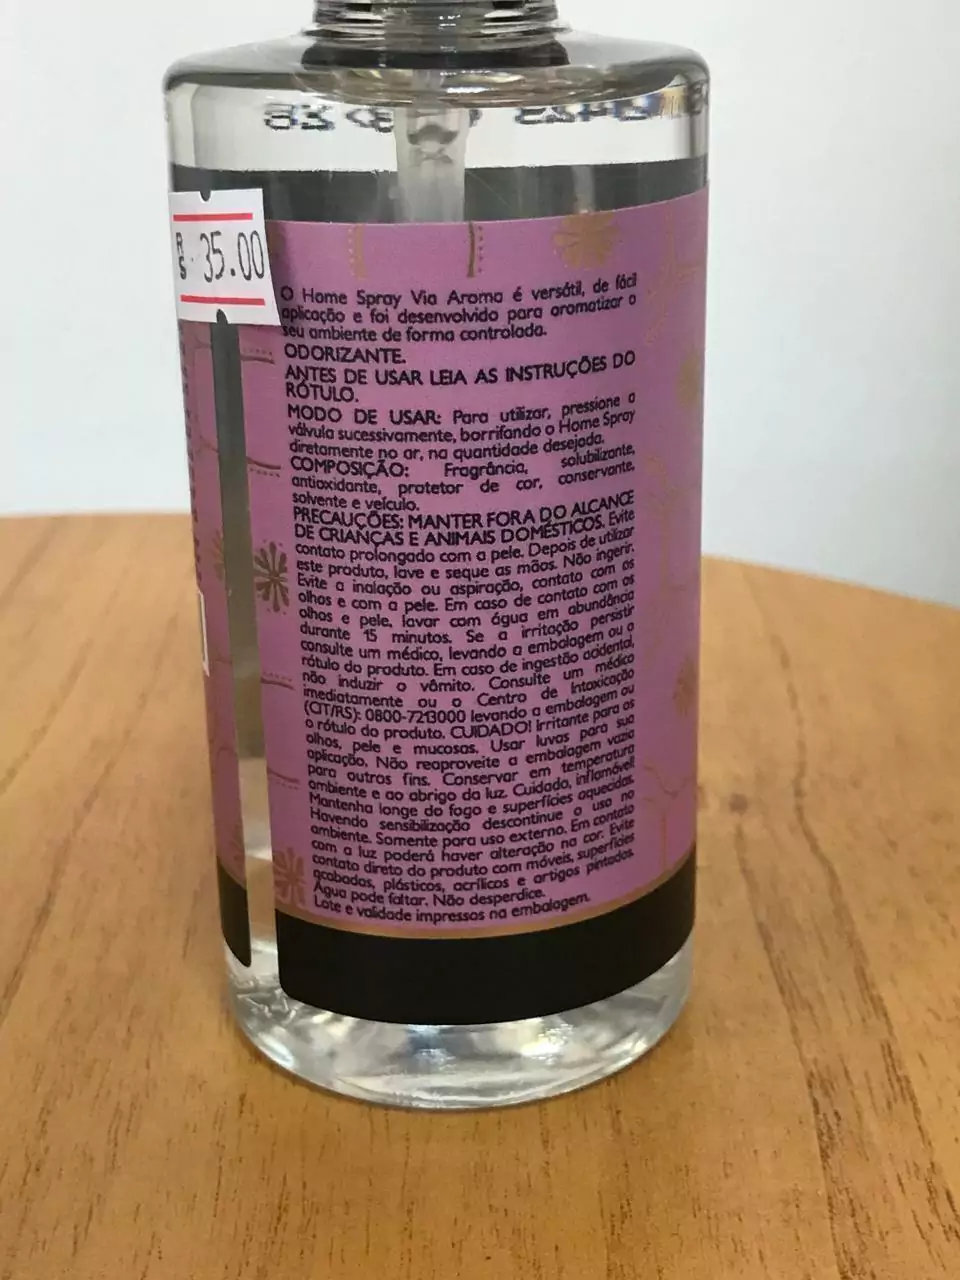 R$ 35.00
O Home Spray Via Aroma é versátil, de fácil
aplicação e foi desenvolvido para aromatizar o
seu ambiente de forma controlada.
ODORIZANTE.
ANTES DE USAR LEIA AS INSTRUÇÕES DO
RÓTULO.
MODO DE USAR: Para utilizar, pressione a
válvula sucessivamente, borrifando o Home Spray
diretamente no ar, na quantidade desejada.
COMPOSIÇÃO: Fragrância, solubilizante,
antioxidante, protetor de cor, conservante,
solvente e veículo.
PRECAUÇÕES: MANTER FORA DO ALCANCE
DE CRIANÇAS E ANIMAIS DOMÉSTICOS. Evite
contato prolongado com a pele. Depois de utilizar
este produto, lave e seque as mãos. Não ingerir.
Evite a inalação ou aspiração, contato com os
olhos e com a pele. Em caso de contato com os
olhos e pele, lavar com água em abundância
durante 15 minutos. Se a irritação persistir
consulte um médico, levando a embalagem ou o
rótulo do produto. Em caso de ingestão acidental,
não induzir o vômito. Consulte um médico
imediatamente ou o Centro de Intoxicação
(CIT/RS): 0800-7213000 levando a embalagem ou
o rótulo do produto. CUIDADO! Irritante para os
olhos, pele e mucosas. Usar luvas para sua
aplicação. Não reaproveite a embalagem vazia
para outros fins. Conservar em temperatura
ambiente e ao abrigo da luz. Cuidado, inflamável!
Mantenha longe do fogo e superfícies aquecidas.
Havendo sensibilização descontinue o uso no
ambiente. Somente para uso externo. Em contato
com a luz poderá haver alteração na cor. Evite
contato direto do produto com móveis, superfícies
acabadas, plásticos, acrílicos e artigos pintados.
Água pode faltar. Não desperdice.
Lote e validade impressos na embalagem.